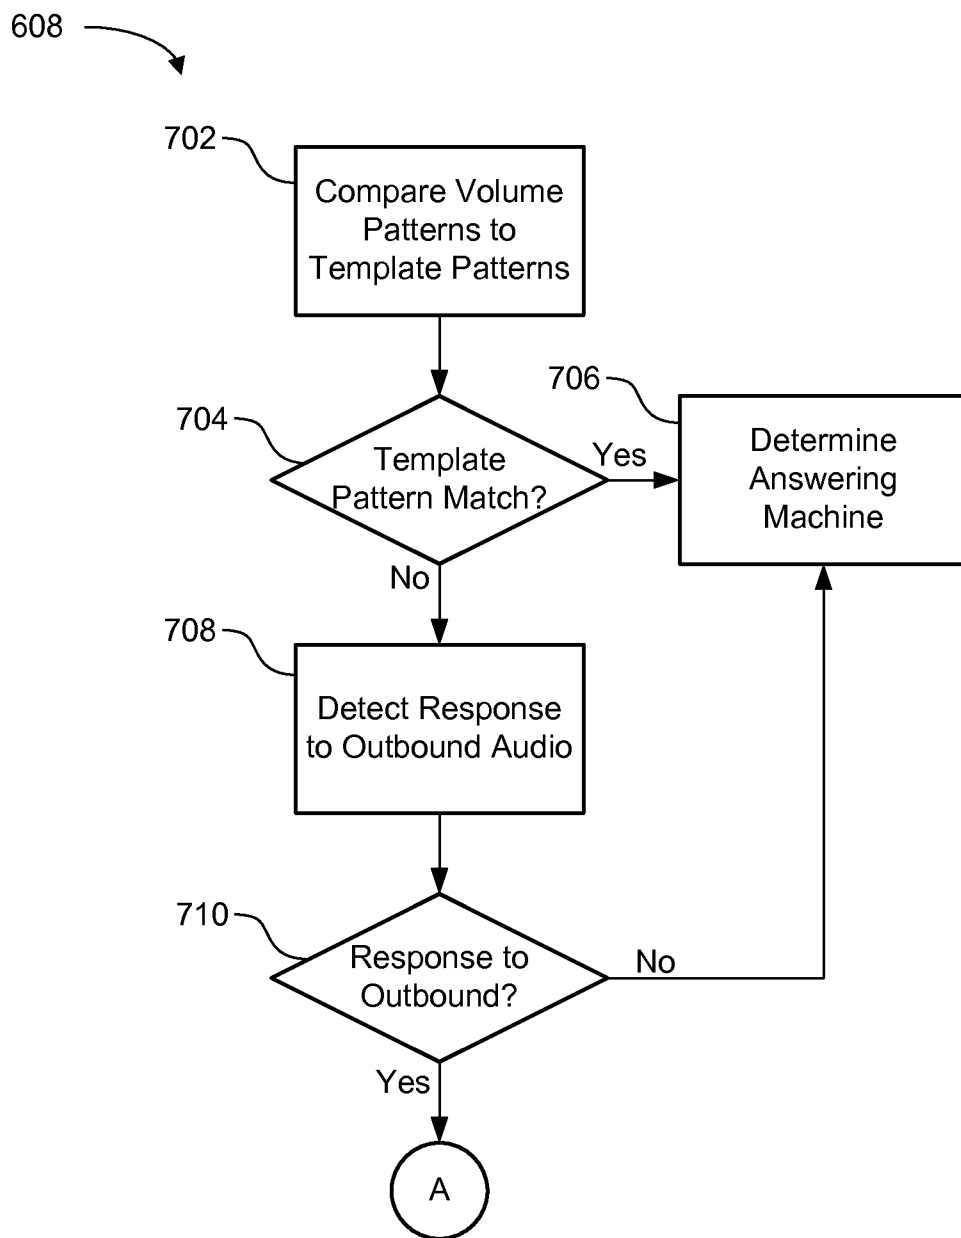 608
702
Compare Volume
Patterns to
Template Patterns
704
Template
Pattern Match?
Yes
706
Determine
Answering
Machine
No
708
Detect Response
to Outbound Audio
710
Response to
Outbound?
No
Yes
A